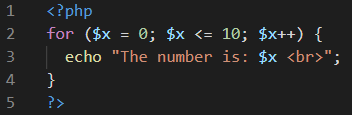 1 <?php
2 for ($x = 0; $x <= 10; $x++) {
3   echo "The number is: $x <br>";
4 }
5 ?>